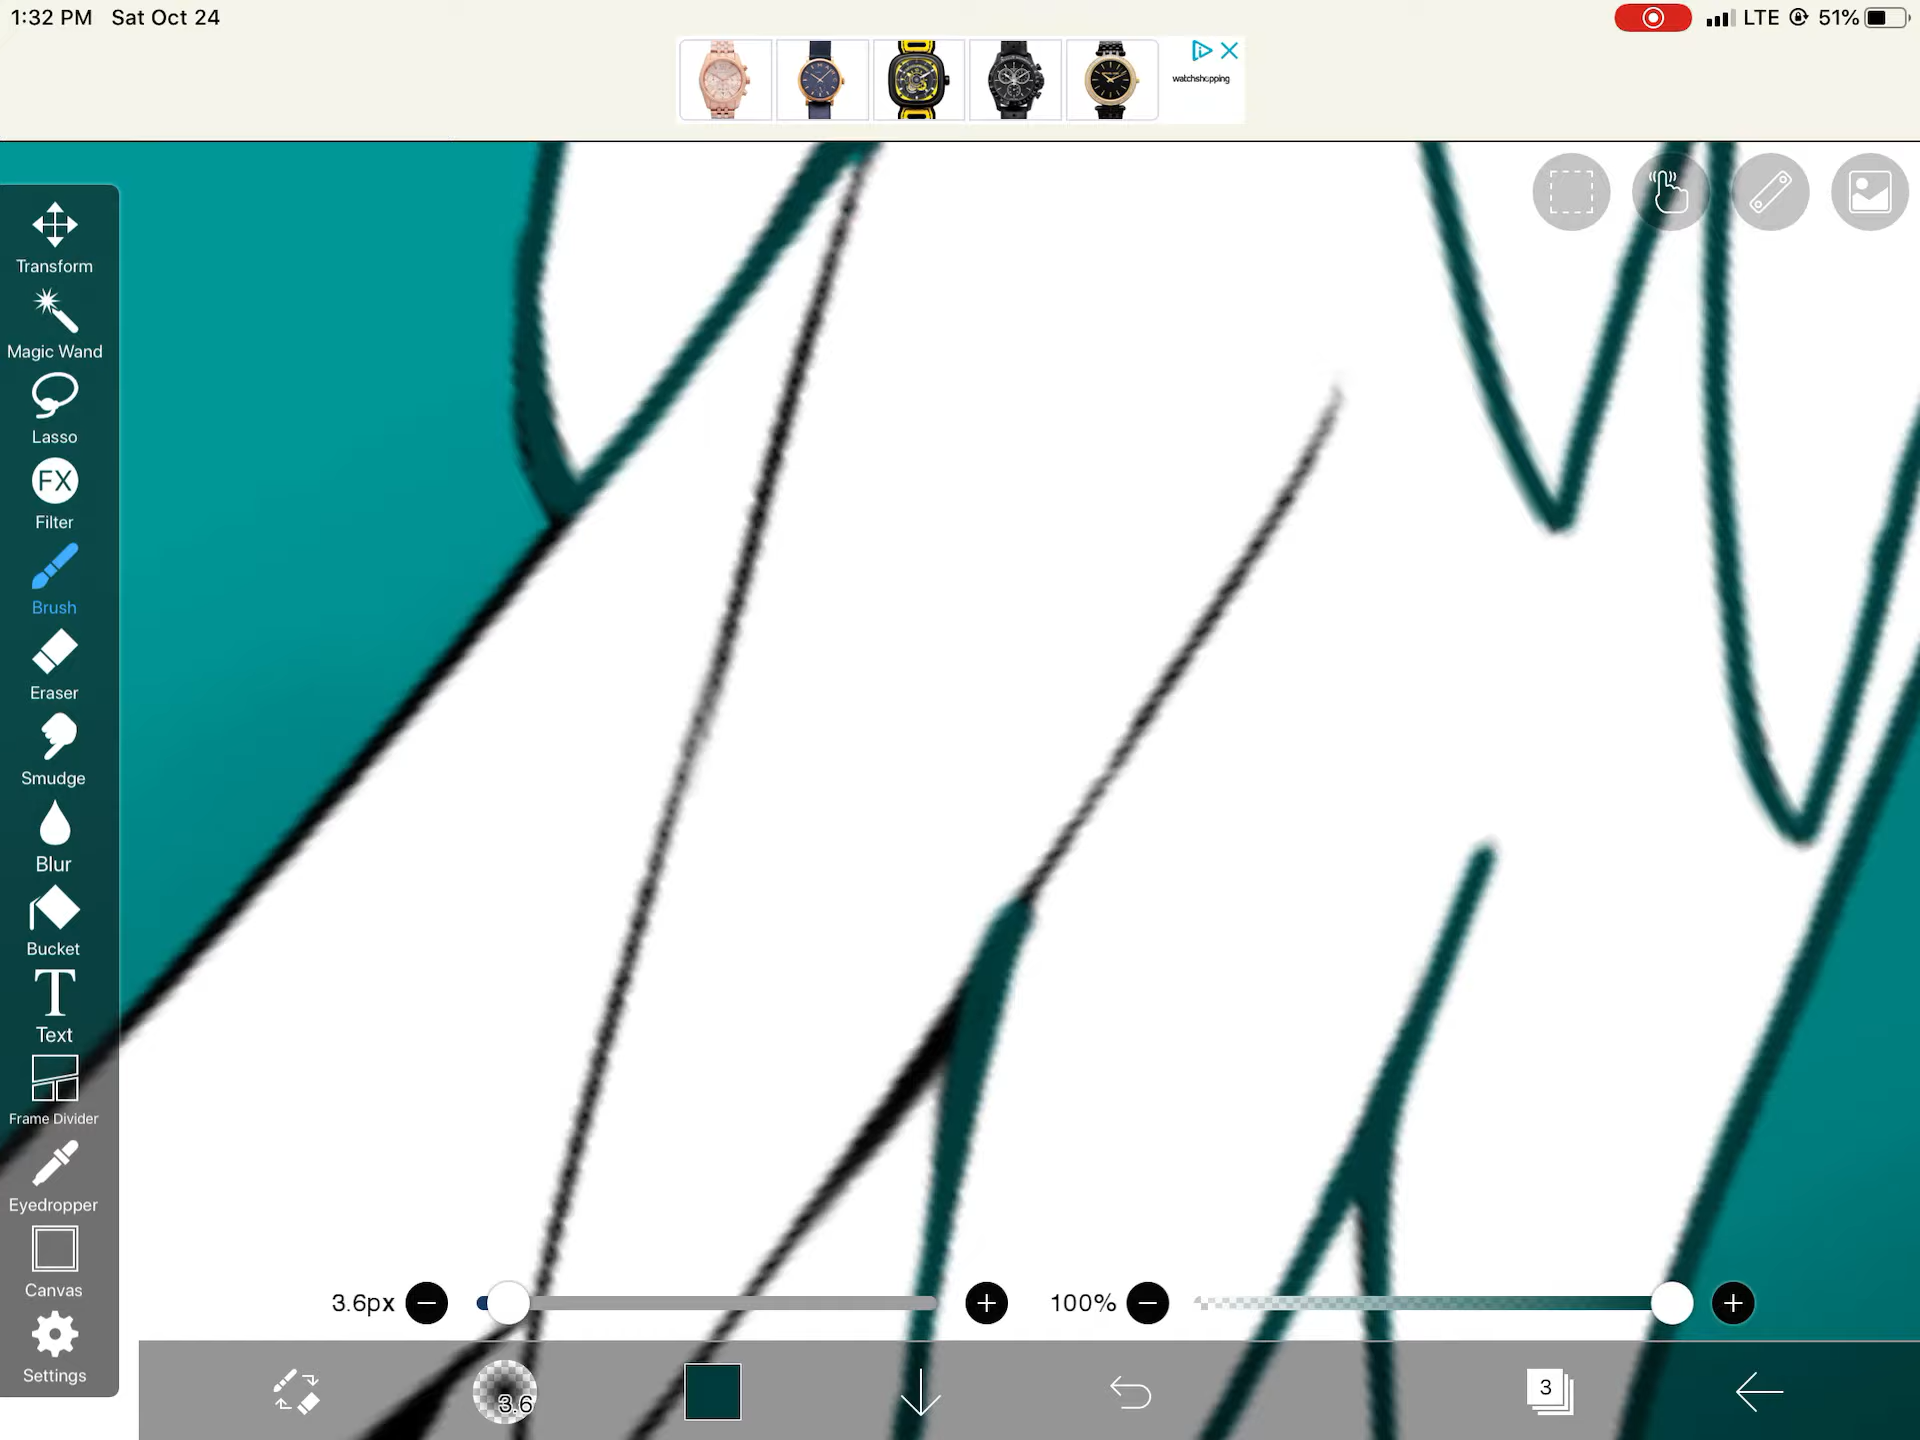 1:32 PM Sat Oct 24
LTE 51%
watchshopping
Transform
Magic Wand
Lasso
FX
Filter
Brush
Eraser
Smudge
Blur
Bucket
T
Text
Frame Divider
Eyedropper
Canvas
Settings
3.6px
100%
3.6
3